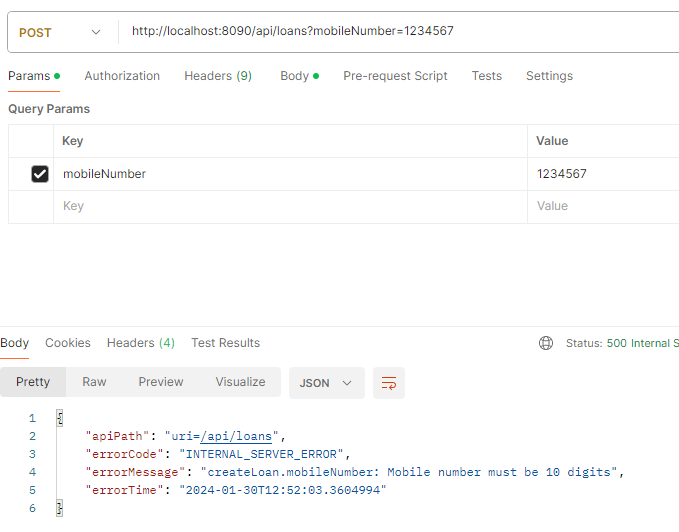 POST http://localhost:8090/api/loans?mobileNumber=1234567
Params Authorization Headers (9) Body Pre-request Script Tests Settings
Query Params
Key Value
mobileNumber 1234567
Key Value
Body Cookies Headers (4) Test Results Status: 500 Internal S
Pretty Raw Preview Visualize JSON
1 {
2 "apiPath": "uri=/api/loans",
3 "errorCode": "INTERNAL_SERVER_ERROR",
4 "errorMessage": "createLoan.mobileNumber: Mobile number must be 10 digits",
5 "errorTime": "2024-01-30T12:52:03.3604994"
6 }